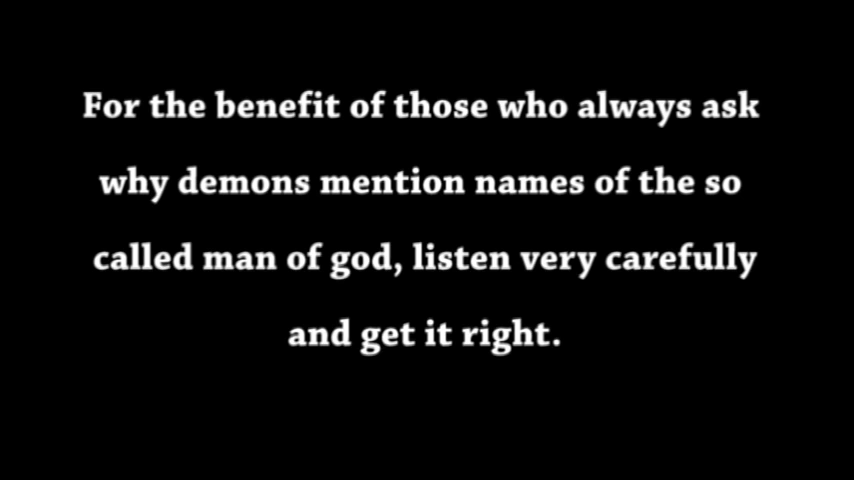 For the benefit of those who always ask
why demons mention names of the so
called man of god, listen very carefully
and get it right.